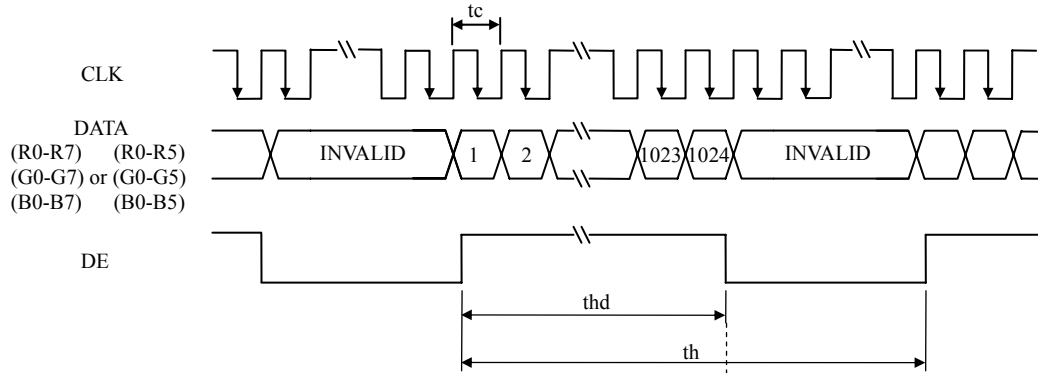 tc
CLK
DATA
(R0-R7) (R0-R5)
(G0-G7) or (G0-G5)
(B0-B7) (B0-B5)
INVALID 1 2 1023 1024 INVALID
DE
thd
th